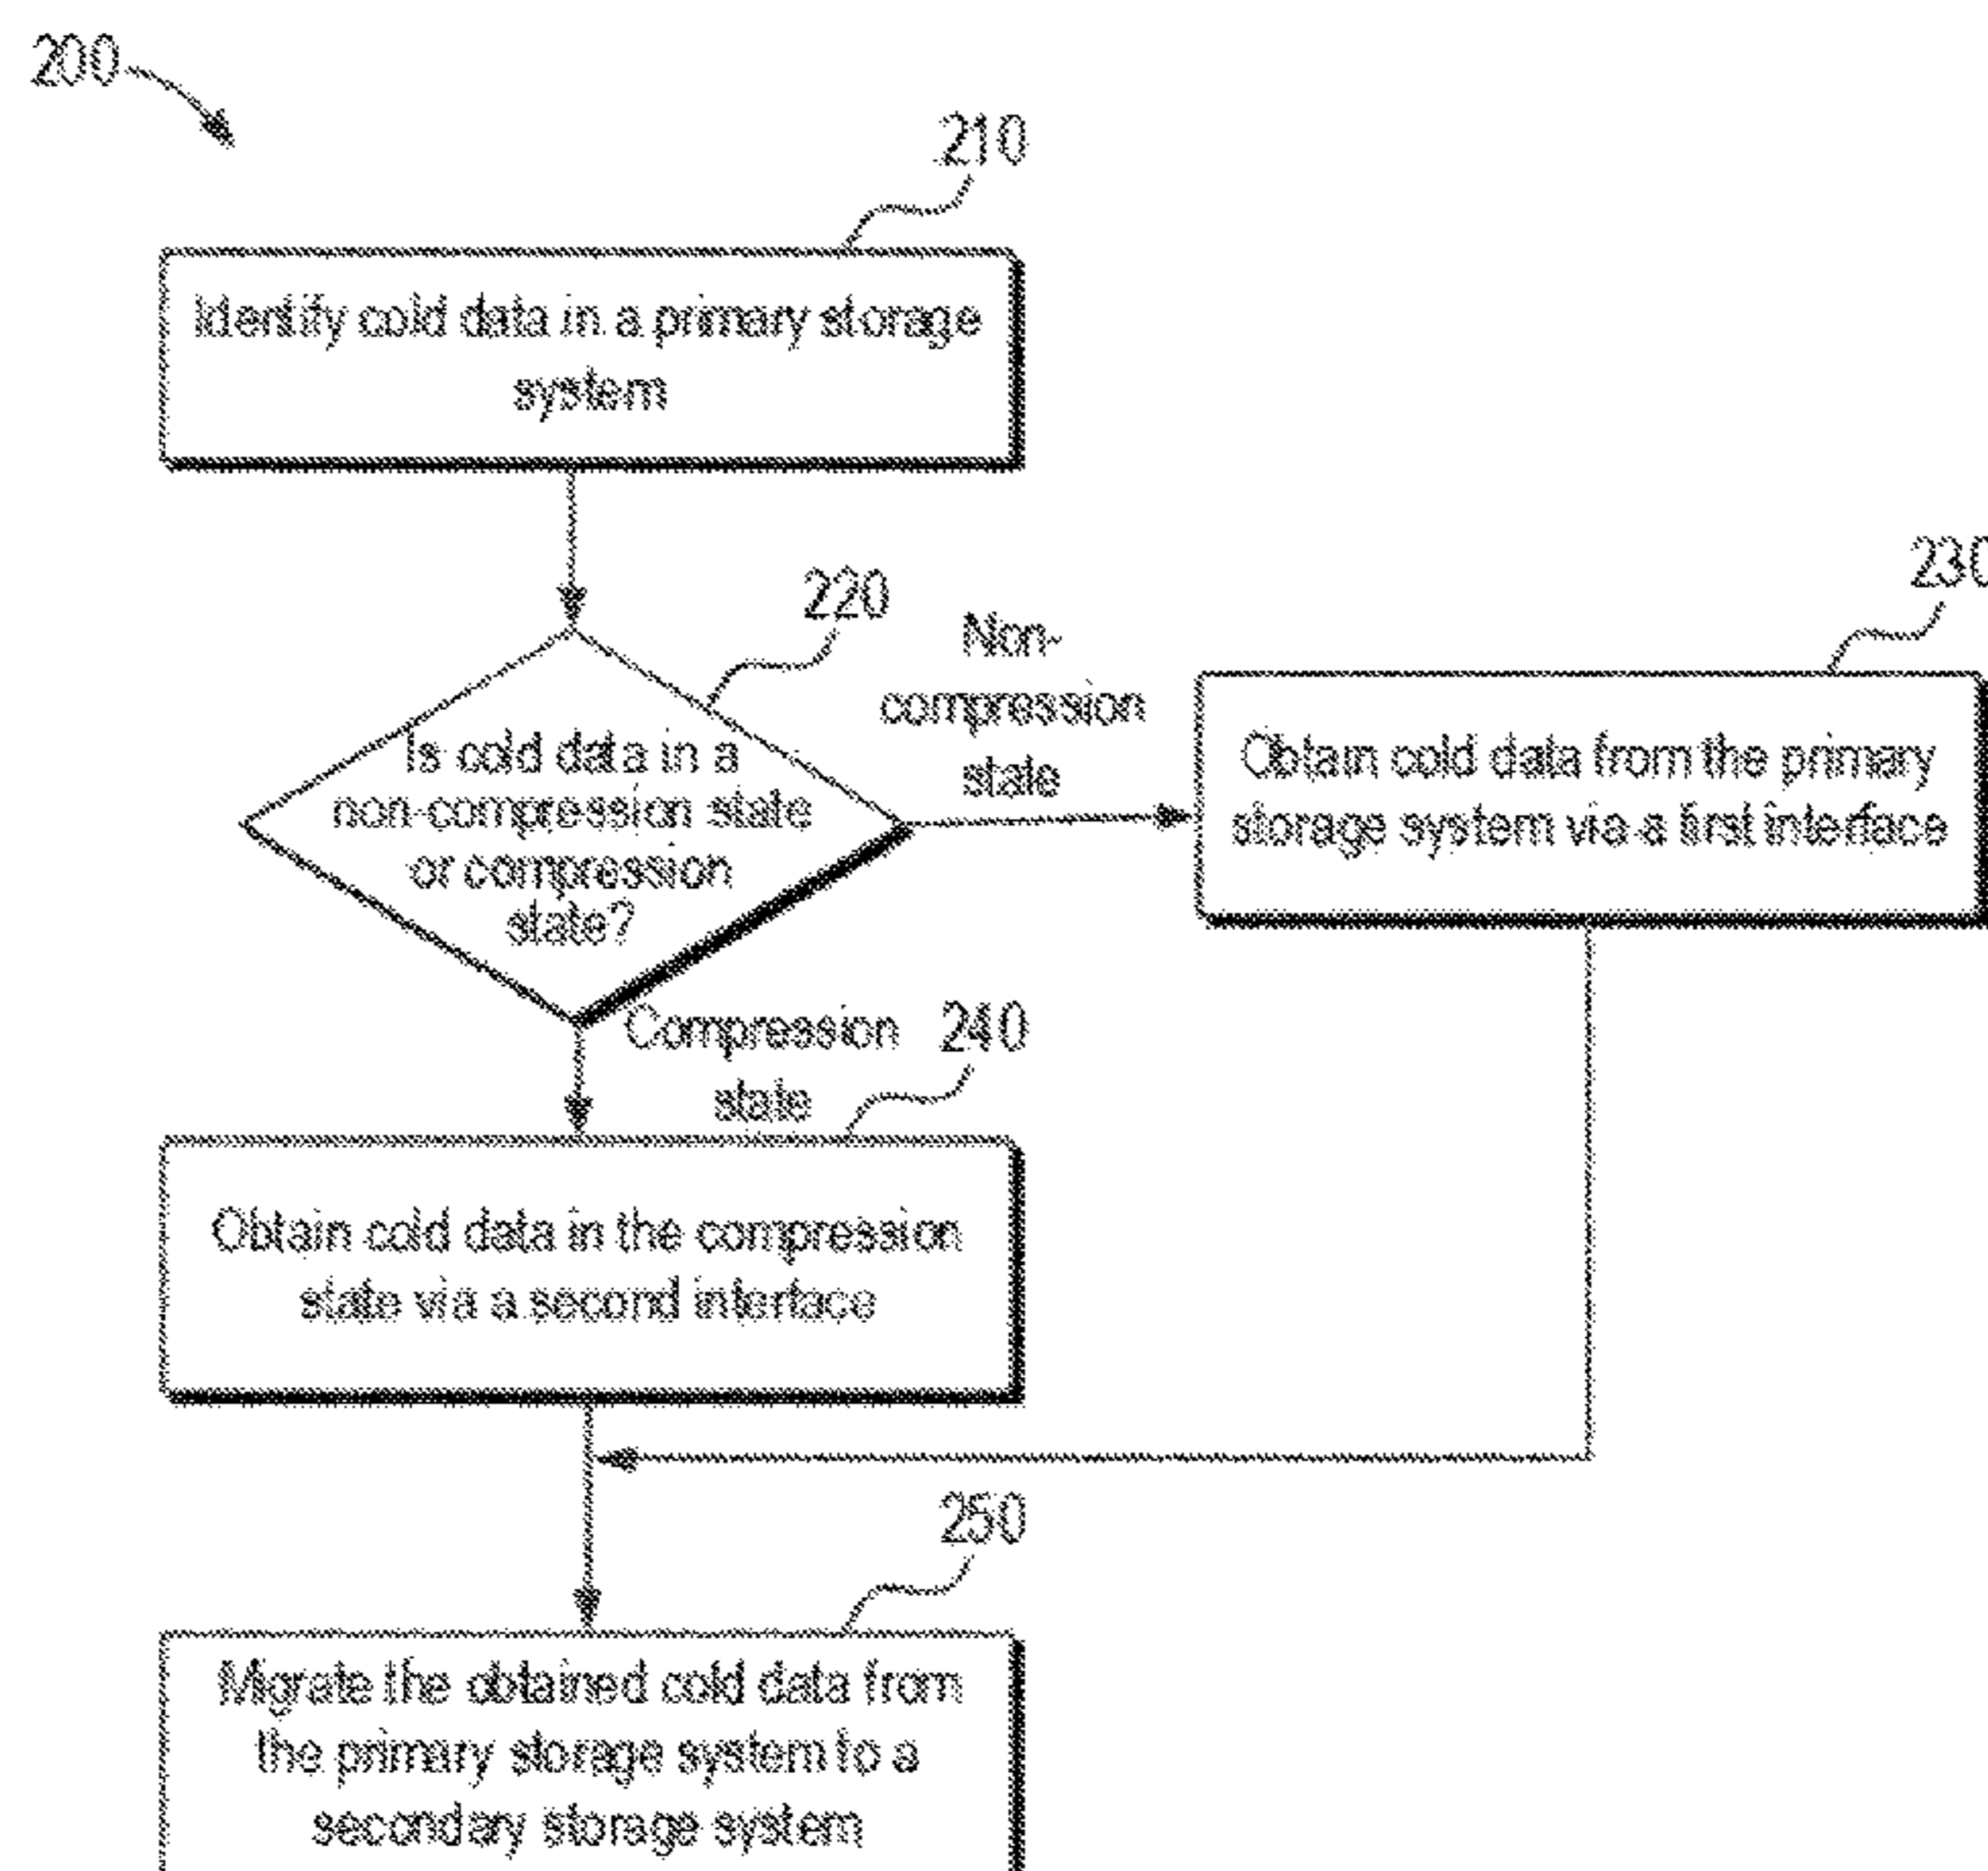 200
210
Identify cold data in a primary storage
system
220
Non-
compression
state
230
Is cold data in a
non-compression state
or compression
state?
Obtain cold data from the primary
storage system via a first interface
Compression
state
240
Obtain cold data in the compression
state via a second interface
250
Migrate the obtained cold data from
the primary storage system to a
secondary storage system